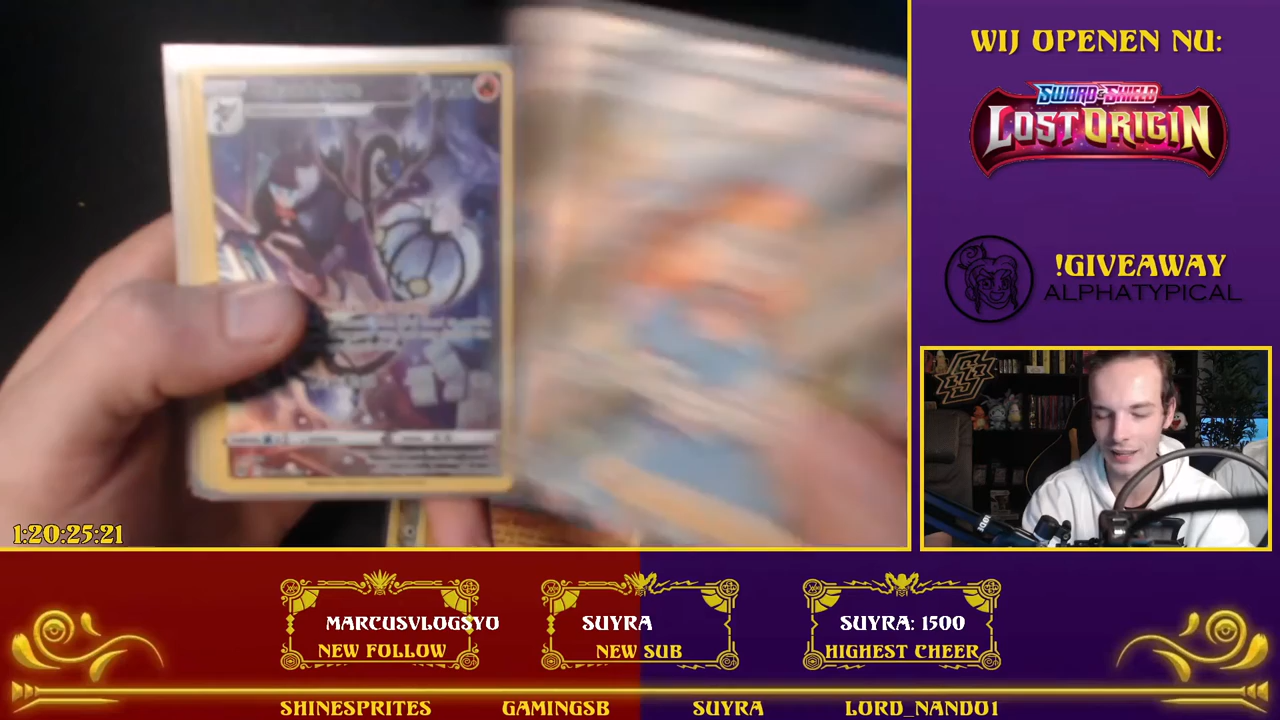 WIJ OPENEN NU:
SWORD & SHIELD
LOST ORIGIN
!GIVEAWAY
ALPHATYPICAL
1:20:25:21
MARCUSVLOGSYO
NEW FOLLOW
SUYRA
NEW SUB
SUYRA: 1500
HIGHEST CHEER
SHINESPRITES GAMINGSB SUYRA LORD_NANDO1